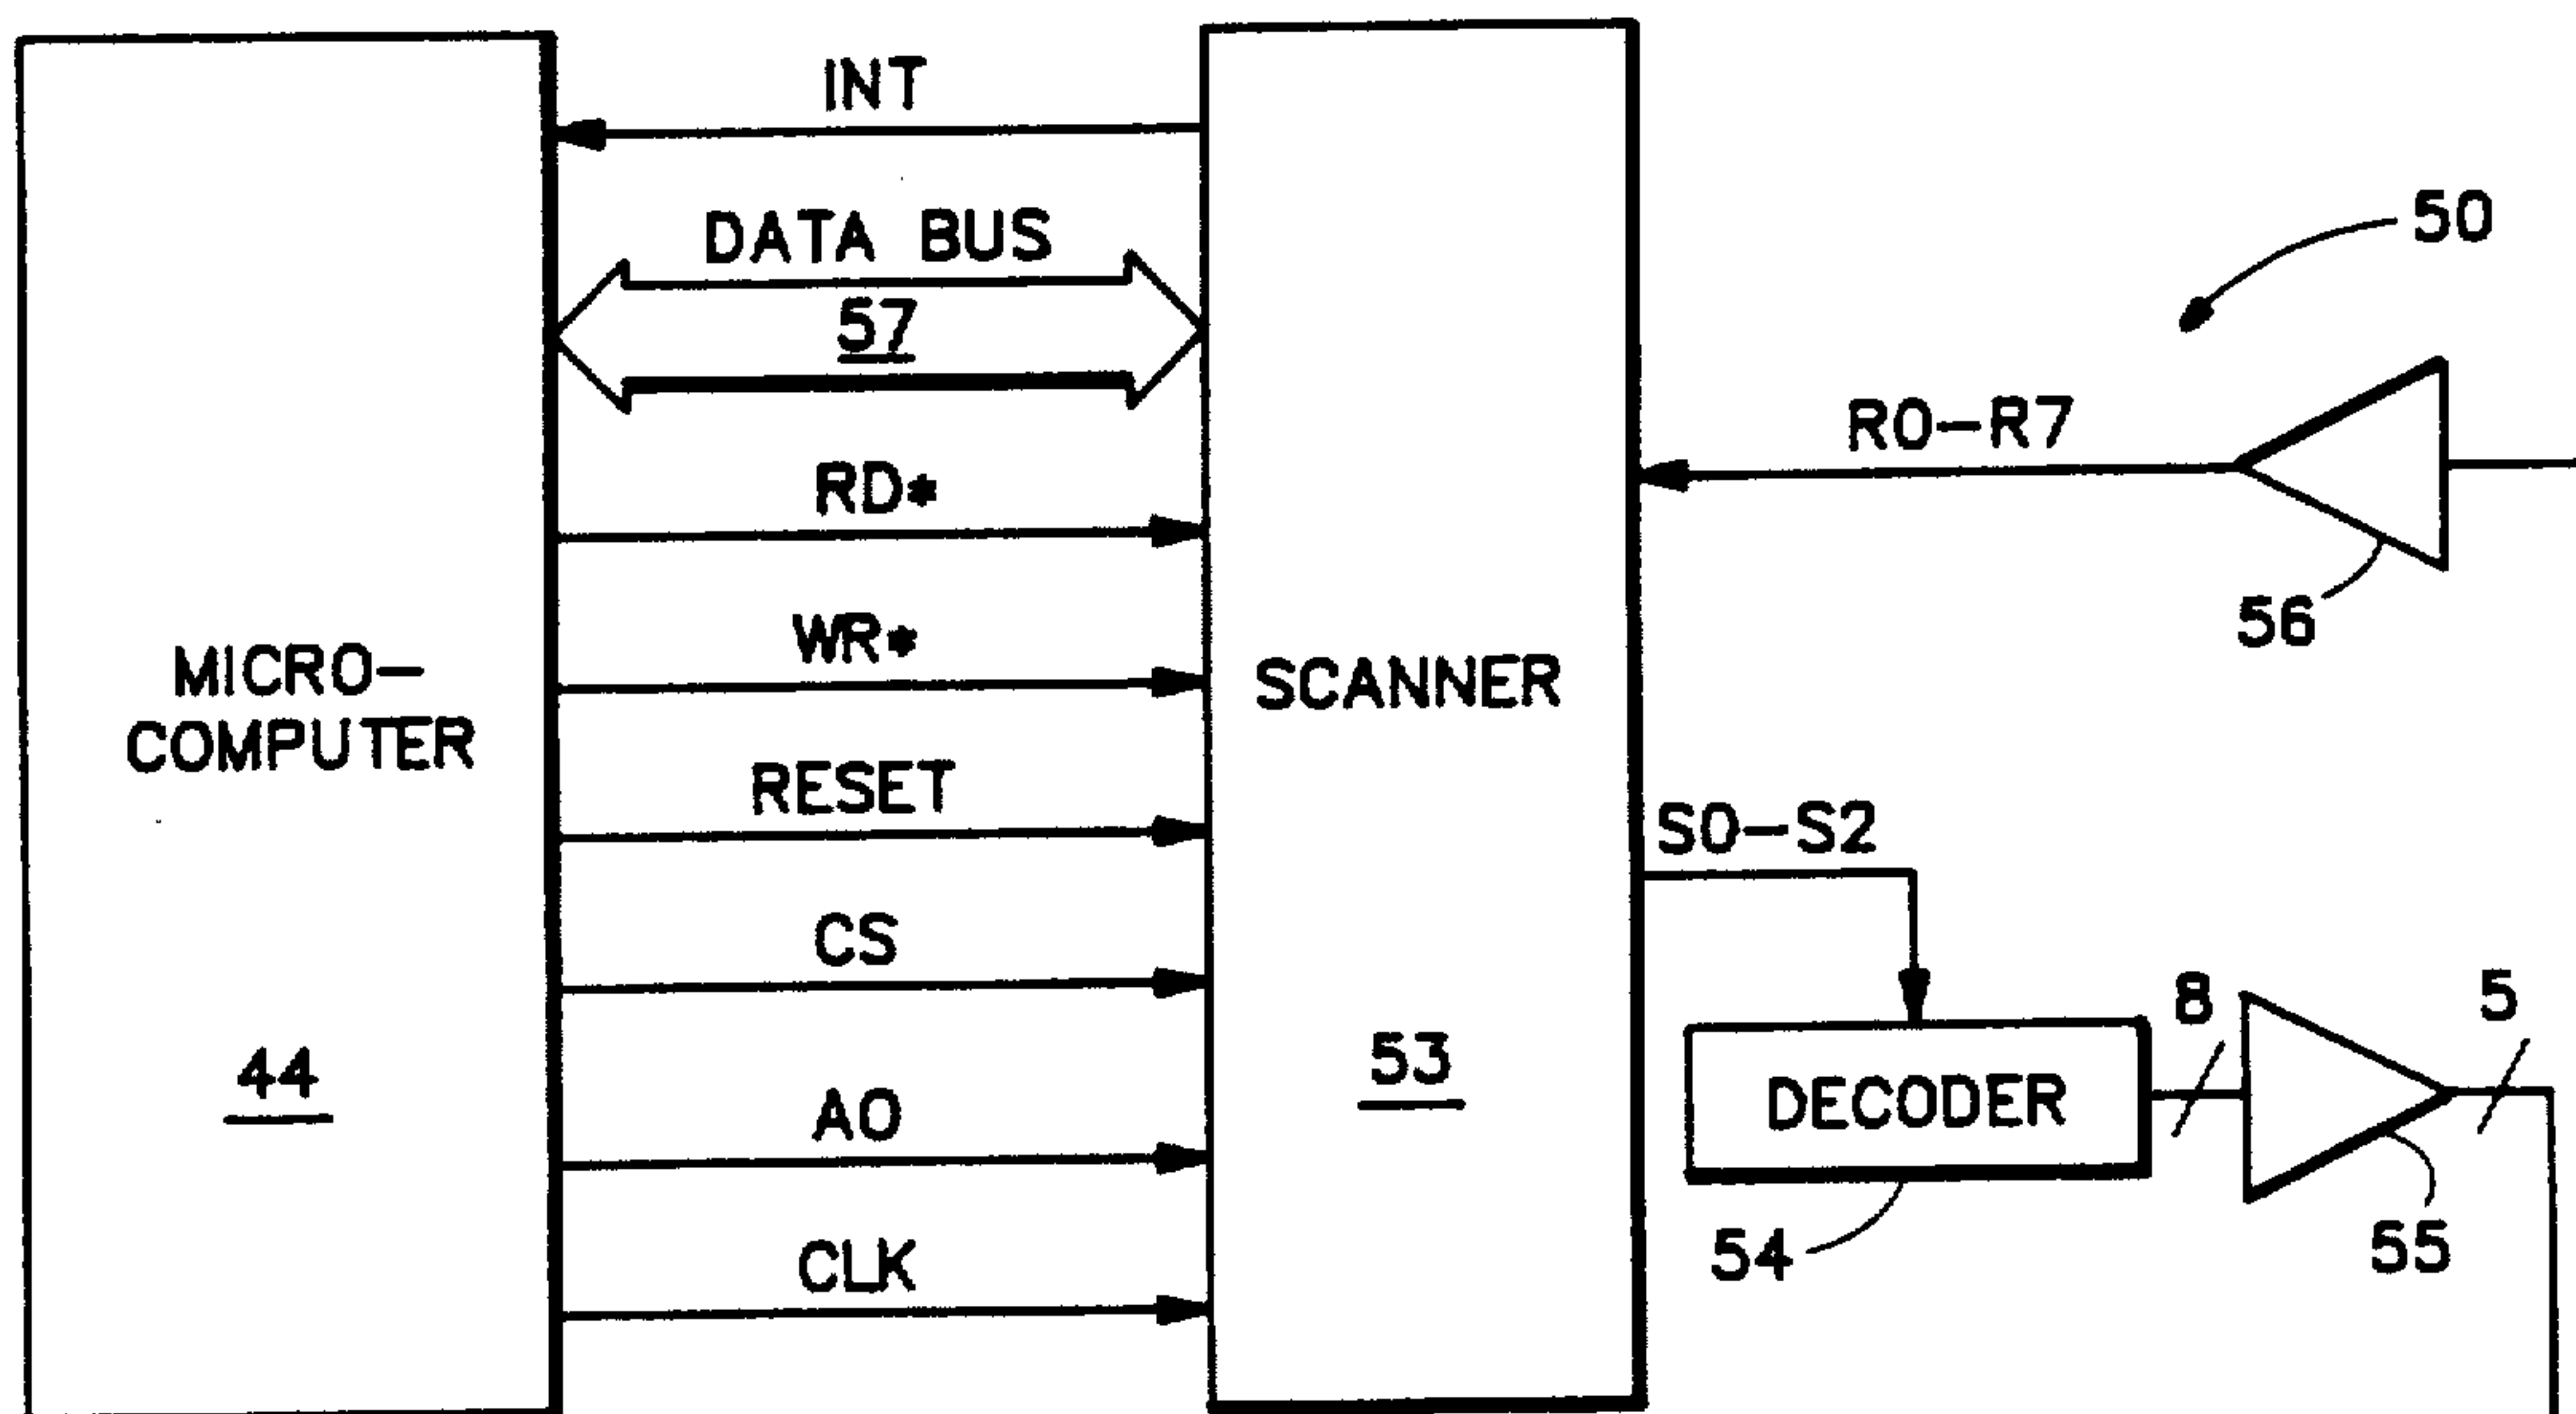 INT
DATA BUS
57
50
R0-R7
RD*
56
WR*
MICRO-
COMPUTER
SCANNER
RESET
S0-S2
CS
8
5
44
53
A0
DECODER
54
55
CLK